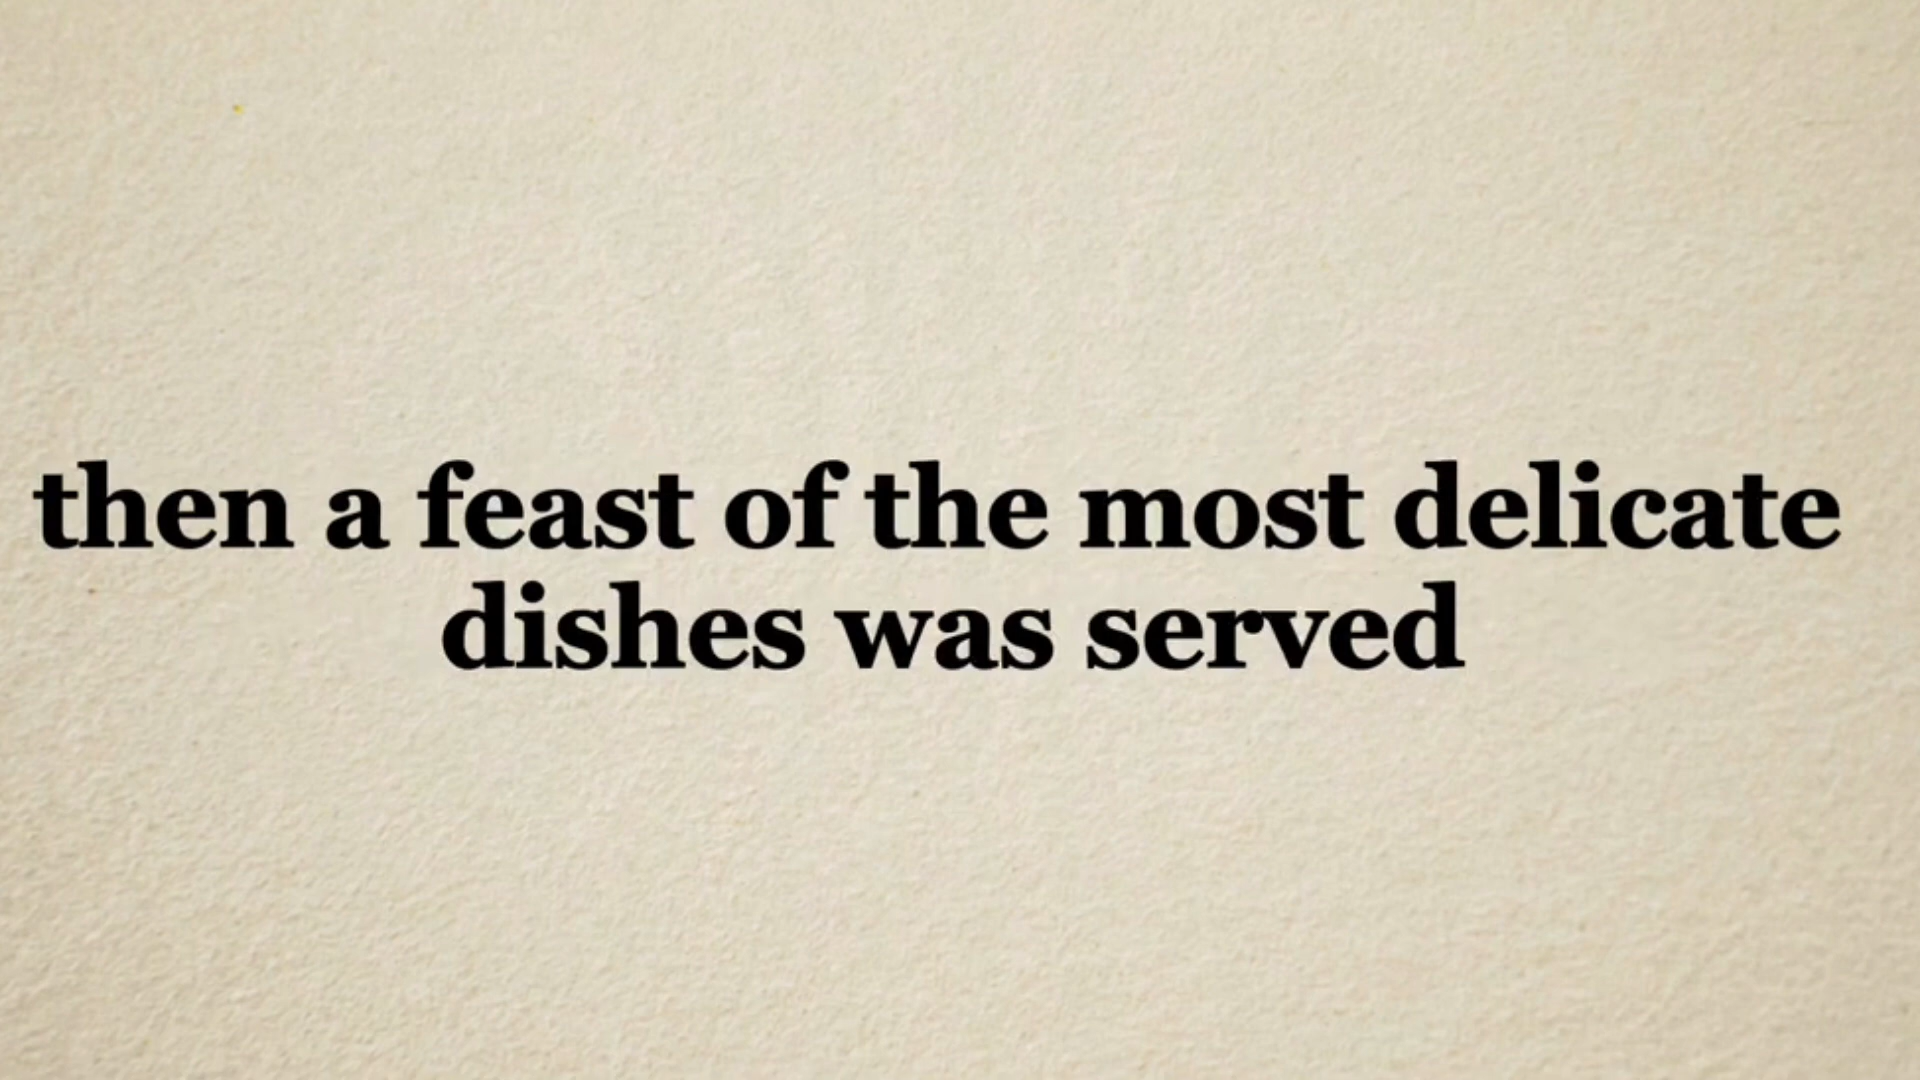 then a feast of the most delicate
dishes was served